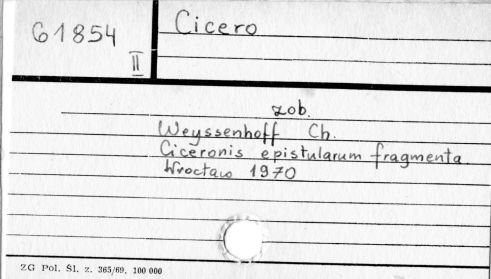 61854
II
Cicero
zob.
Weyssenhoff Ch.
Ciceronis epistularum fragmenta.
Wrocław 1970
ZG Pol. Śl. z. 365/69. 100 000